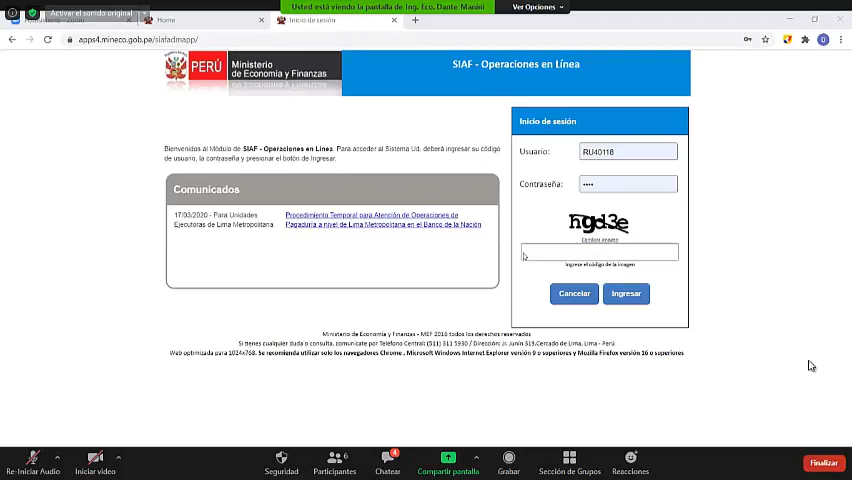 Usted está viendo la pantalla de Ing. Eco. Dante Manini
Ver Opciones
Activar el sonido original
Home
Inicio de sesión
apps4.mineco.gob.pe/siafadmapp/
D
PERÚ
Ministerio
de Economía y Finanzas
SIAF - Operaciones en Línea
Inicio de sesión
Bienvenidos al Módulo de SIAF - Operaciones en Línea. Para acceder al Sistema Ud. deberá ingresar su código
de usuario, la contraseña y presionar el botón de Ingresar.
Usuario:
RU40118
Contraseña:
••••
Comunicados
17/03/2020 - Para Unidades
Ejecutoras de Lima Metropolitana
Procedimiento Temporal para Atención de Operaciones de
Pagaduría a nivel de Lima Metropolitana en el Banco de la Nación
Cambiar imagen
Ingrese el código de la imagen
Cancelar
Ingresar
Ministerio de Economía y Finanzas - MEF 2016 todos los derechos reservados
Si tienes cualquier duda o consulta, comunícate por Teléfono Central: (511) 311 5930 / Dirección: Jr. Junín 319,Cercado de Lima, Lima - Perú
Web optimizada para 1024x768. Se recomienda utilizar solo los navegadores Chrome , Microsoft Windows Internet Explorer versión 9 o superiores y Mozilla Firefox versión 16 o superiores
Re-Iniciar Audio
Iniciar video
Seguridad
6
Participantes
4
Chatear
Compartir pantalla
Grabar
Sección de Grupos
Reacciones
Finalizar